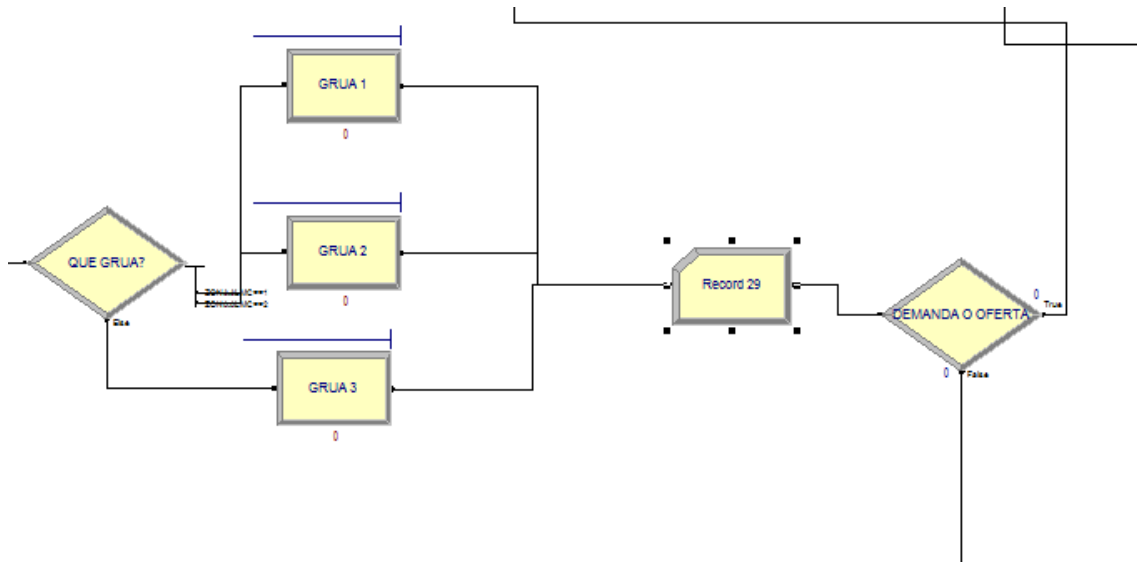 GRUA 1
0
QUE GRUA?
Else
GRUA 2
0
GRUA 3
0
Record 29
DEMANDA O OFERTA
0
True
0
False